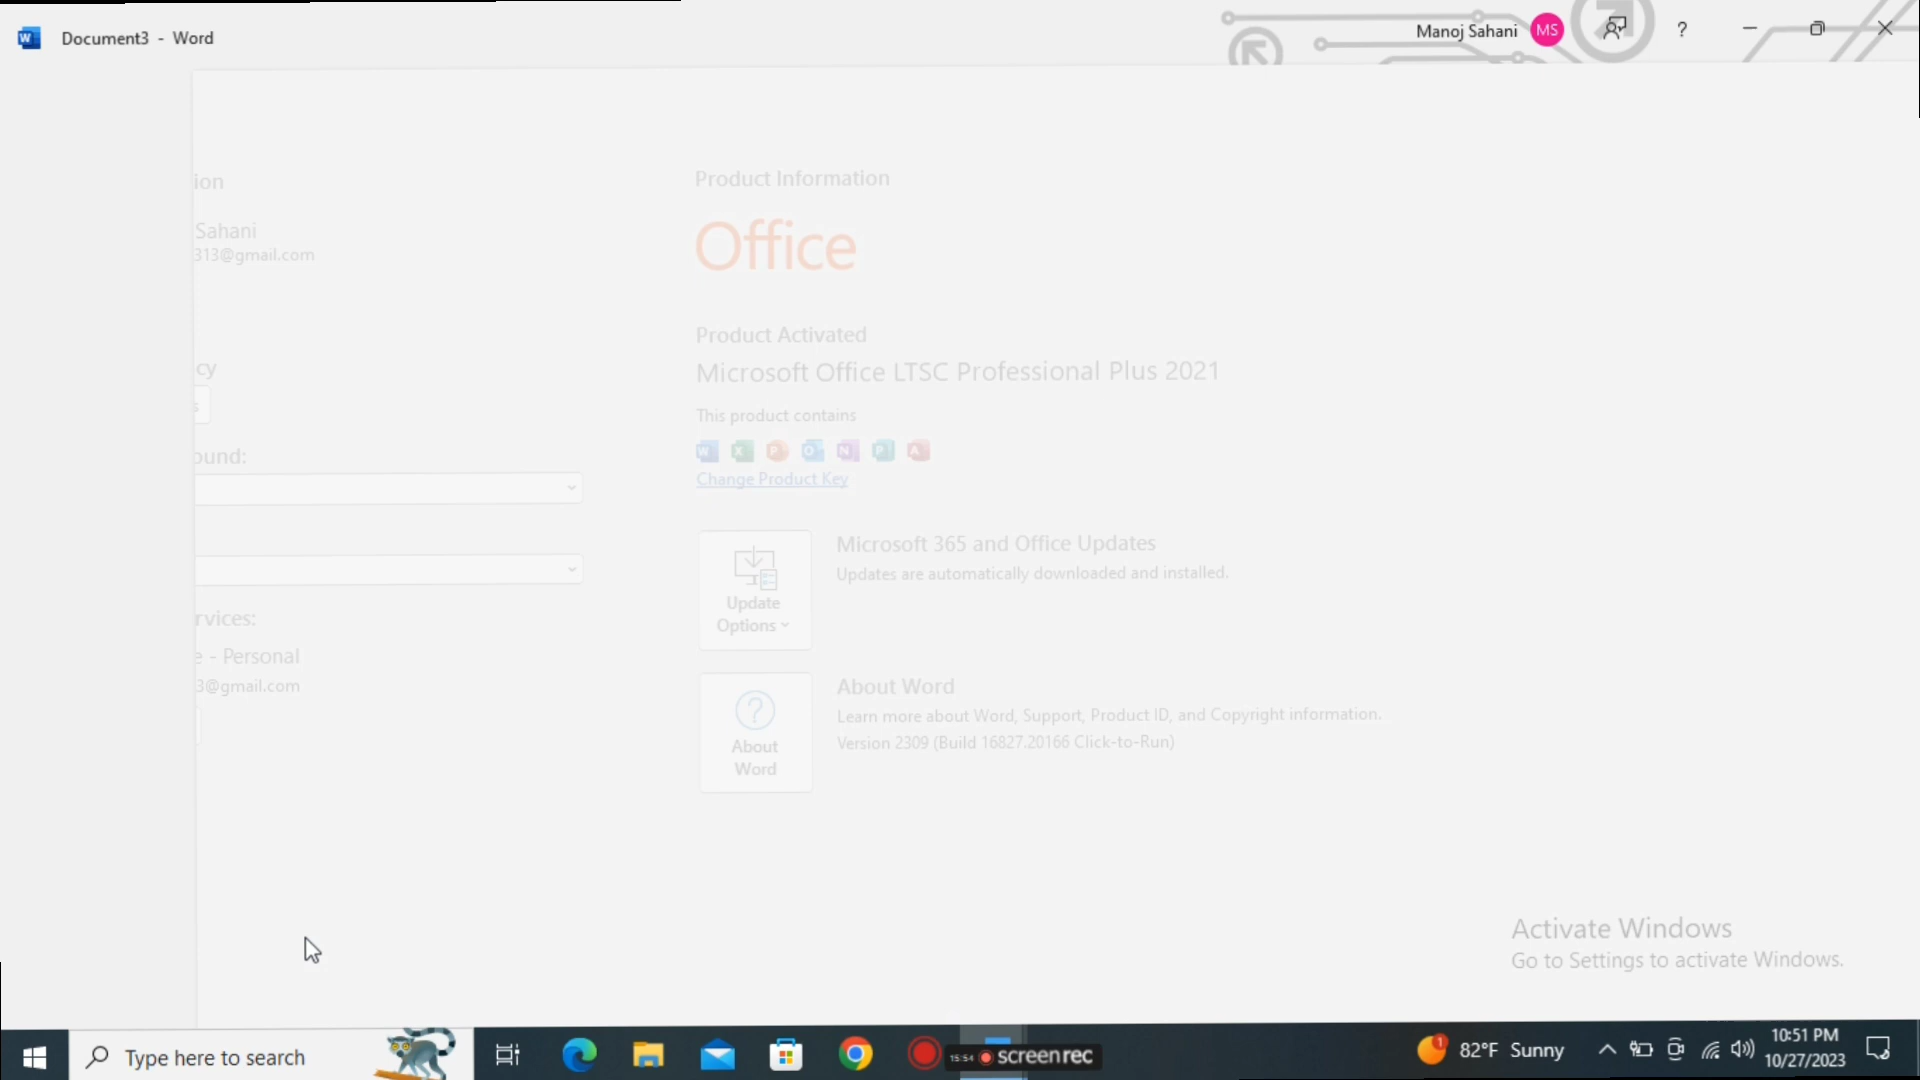 Document3 - Word
Manoj Sahani
MS
?
ion
Sahani
313@gmail.com
cy
s
ound:
rvices:
e - Personal
3@gmail.com
Product Information
Office
Product Activated
Microsoft Office LTSC Professional Plus 2021
This product contains
Change Product Key
Update
Options
Microsoft 365 and Office Updates
Updates are automatically downloaded and installed.
About
Word
About Word
Learn more about Word, Support, Product ID, and Copyright information.
Version 2309 (Build 16827.20166 Click-to-Run)
Activate Windows
Go to Settings to activate Windows.
Type here to search
15:54
screenrec
1
82°F Sunny
10:51 PM
10/27/2023